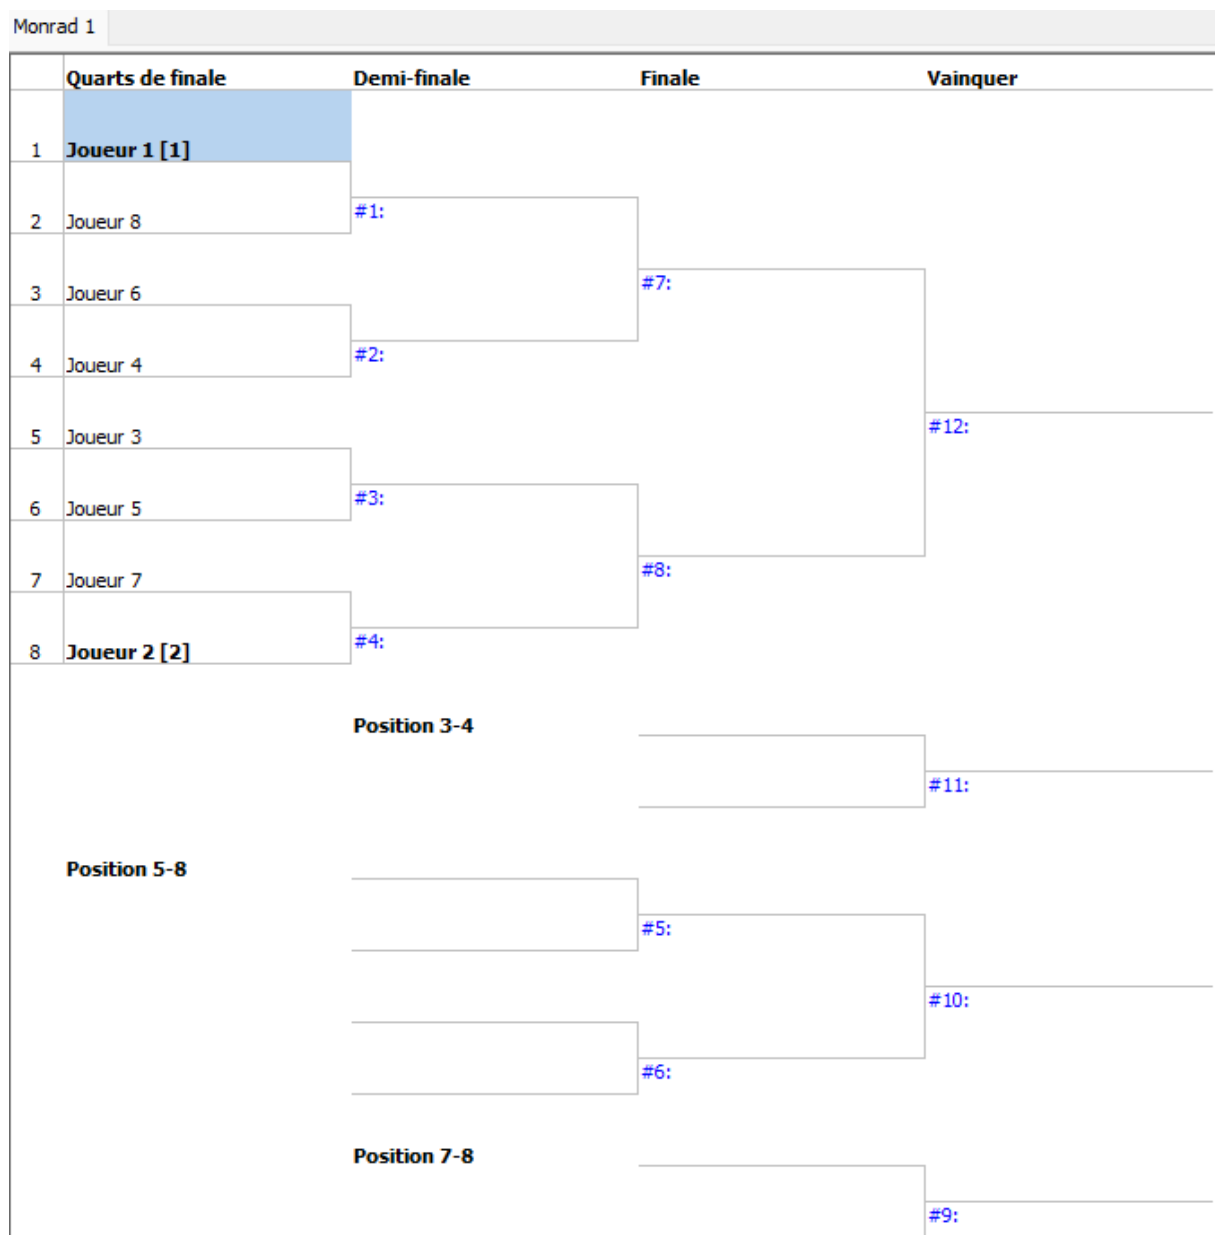 Monrad 1
Quarts de finale Demi-finale Finale Vainquer
1 Joueur 1 [1]
#1:
2 Joueur 8
#7:
3 Joueur 6
#2:
4 Joueur 4
#12:
5 Joueur 3
#3:
6 Joueur 5
#8:
7 Joueur 7
#4:
8 Joueur 2 [2]
Position 3-4
#11:
Position 5-8
#5:
#10:
#6:
Position 7-8
#9: